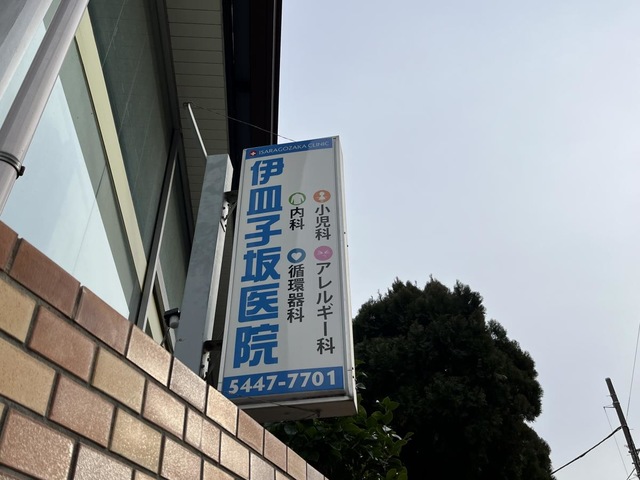 ISARAGOZAKA CLINIC
小児科
アレルギー科
内科
循環器科
伊皿子坂医院
5447-7701